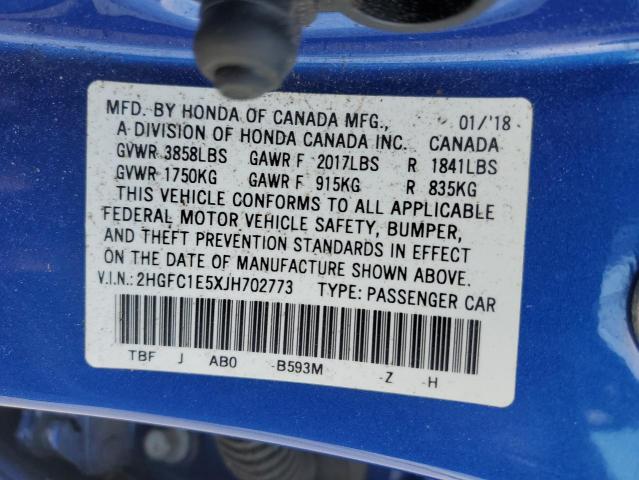 MFD. BY HONDA OF CANADA MFG., 01/'18
A DIVISION OF HONDA CANADA INC. CANADA
GVWR 3858LBS GAWR F 2017LBS R 1841LBS
GVWR 1750KG GAWR F 915KG R 835KG
THIS VEHICLE CONFORMS TO ALL APPLICABLE
FEDERAL MOTOR VEHICLE SAFETY, BUMPER,
AND THEFT PREVENTION STANDARDS IN EFFECT
ON THE DATE OF MANUFACTURE SHOWN ABOVE.
V.I.N.: 2HGFC1E5XJH702773 TYPE: PASSENGER CAR
TBF J AB0 -B593M -Z -H